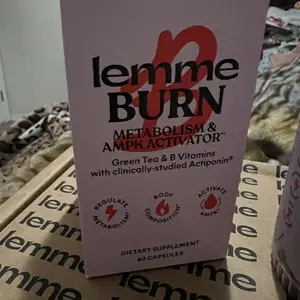 lemme
BURN
METABOLISM &
AMPK ACTIVATOR™
Green Tea & B Vitamins
with clinically-studied Actiponin®
REGULATE
METABOLISM*
BODY
COMPOSITION*
ACTIVATE
AMPK*
DIETARY SUPPLEMENT
60 CAPSULES
lemme
lemme
lemme
lemme